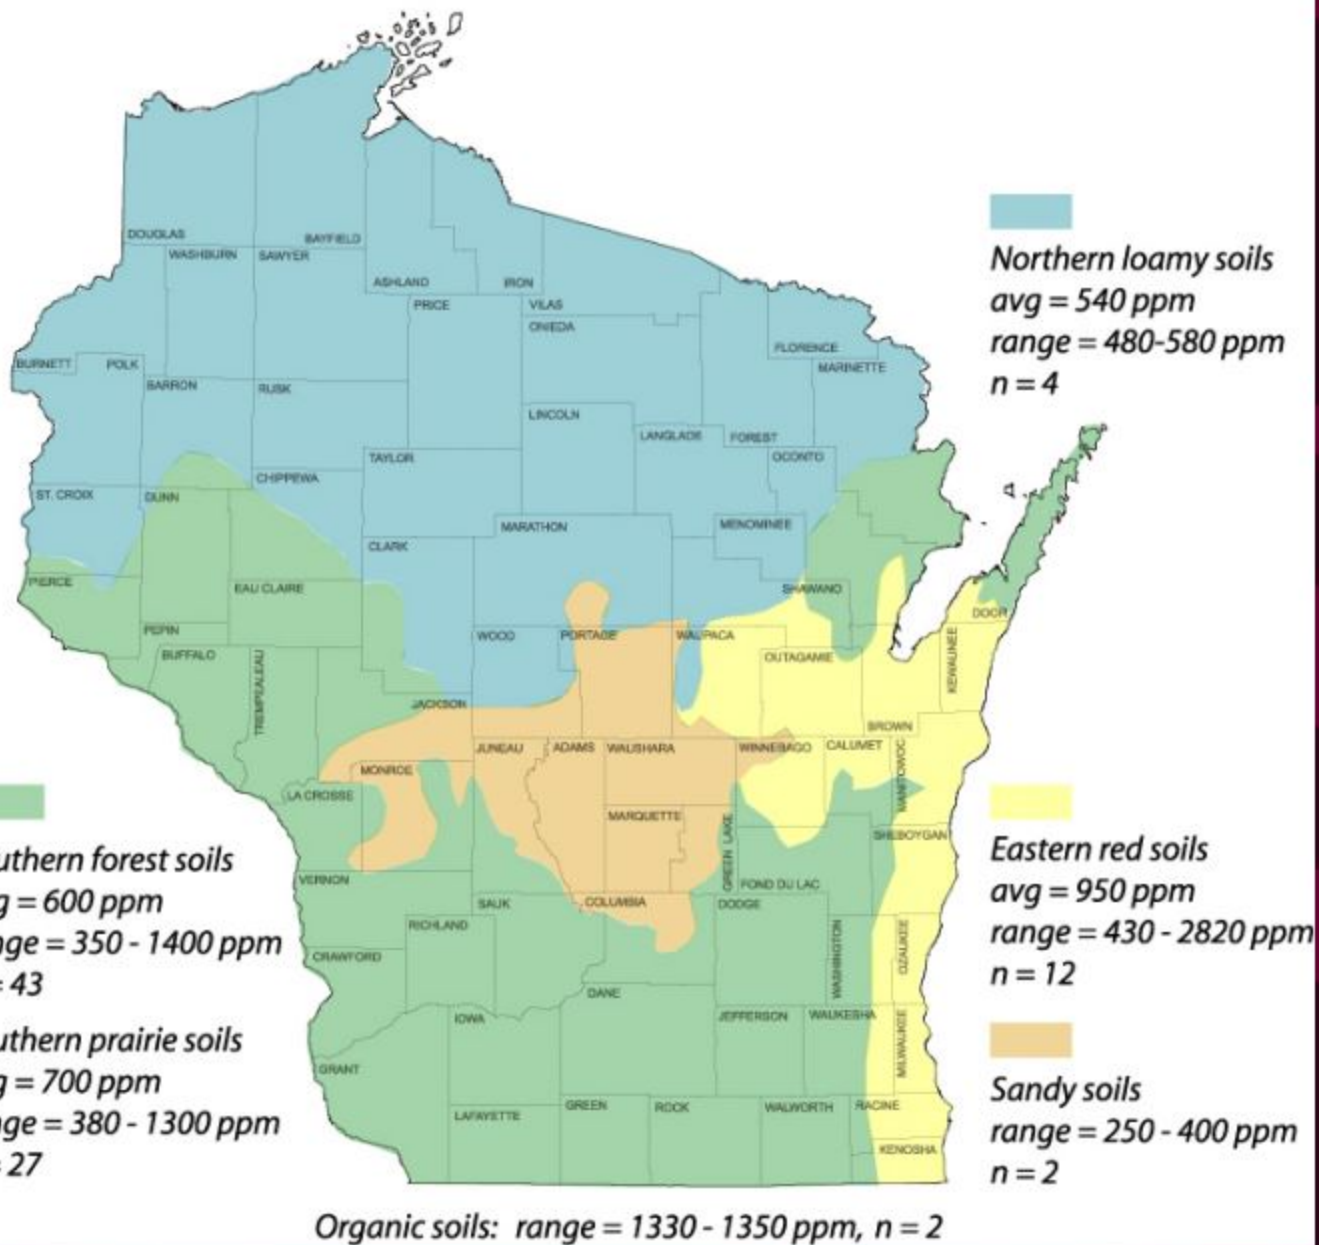 DOUGLAS
BAYFIELD
WASHBURN
SAWYER
ASHLAND
IRON
PRICE
VILAS
ONIEDA
FLORENCE
BURNETT
POLK
MARINETTE
BARRON
RUSK
LINCOLN
LANGLADE
FOREST
TAYLOR
OCONTO
CHIPPEWA
ST. CROIX
DUNN
MARATHON
MENOMINEE
CLARK
PIERCE
EAU CLAIRE
SHAWANO
DOOR
PEPIN
WOOD
PORTAGE
WAUPACA
BUFFALO
TREMPEALEAU
OUTAGAMIE
KEWAUNEE
JACKSON
BROWN
JUNEAU
ADAMS
WAUSHARA
WINNEBAGO
CALUMET
MANITOWOC
MONROE
LA CROSSE
MARQUETTE
GREEN LAKE
SHEBOYGAN
VERNON
FOND DU LAC
SAUK
COLUMBIA
DODGE
RICHLAND
CRAWFORD
WASHINGTON
OZAUKEE
DANE
IOWA
JEFFERSON
WAUKESHA
MILWAUKEE
GRANT
LAFAYETTE
GREEN
ROCK
WALWORTH
RACINE
KENOSHA
Northern loamy soils
avg = 540 ppm
range = 480-580 ppm
n = 4
uthern forest soils
g = 600 ppm
nge = 350 - 1400 ppm
= 43
uthern prairie soils
g = 700 ppm
nge = 380 - 1300 ppm
= 27
Eastern red soils
avg = 950 ppm
range = 430 - 2820 ppm
n = 12
Sandy soils
range = 250 - 400 ppm
n = 2
Organic soils: range = 1330 - 1350 ppm, n = 2